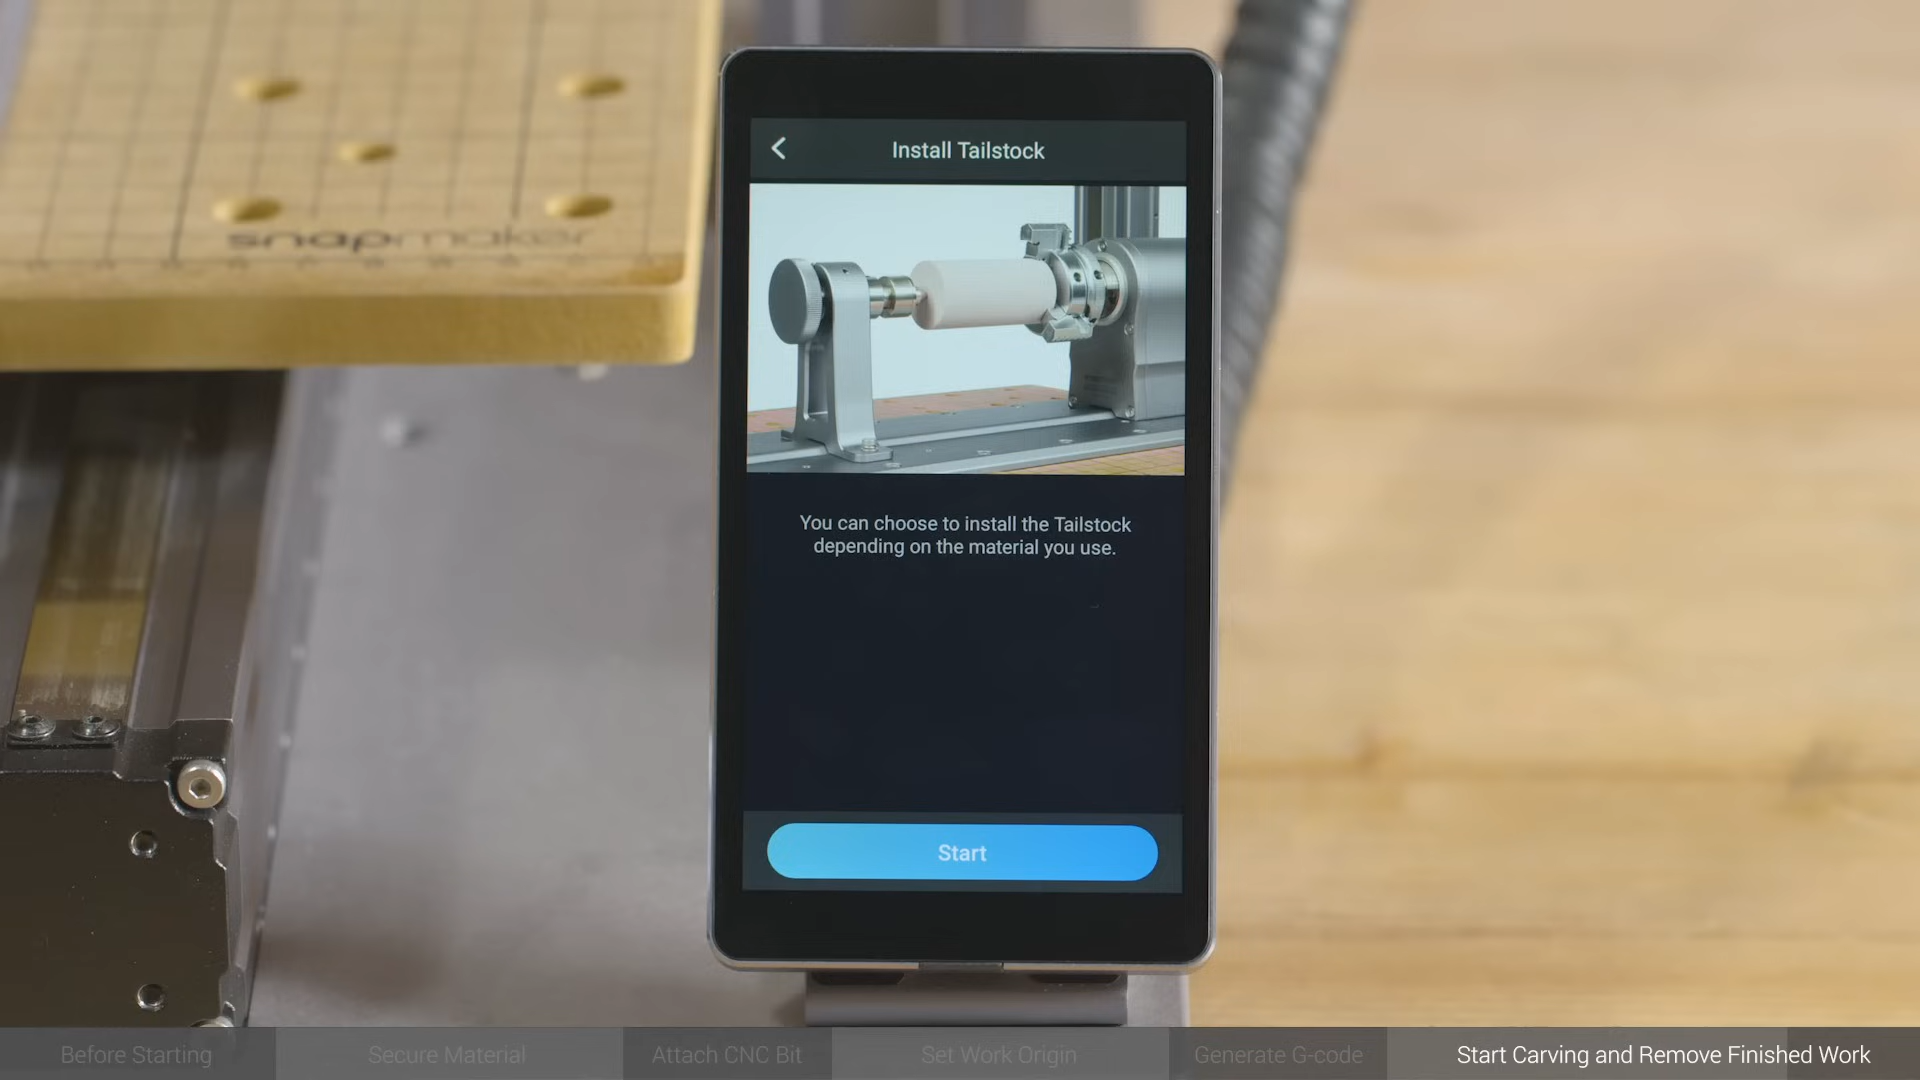 Install Tailstock
snapmaker
You can choose to install the Tailstock
depending on the material you use.
Start
Before Starting
Secure Material
Attach CNC Bit
Set Work Origin
Generate G-code
Start Carving and Remove Finished Work